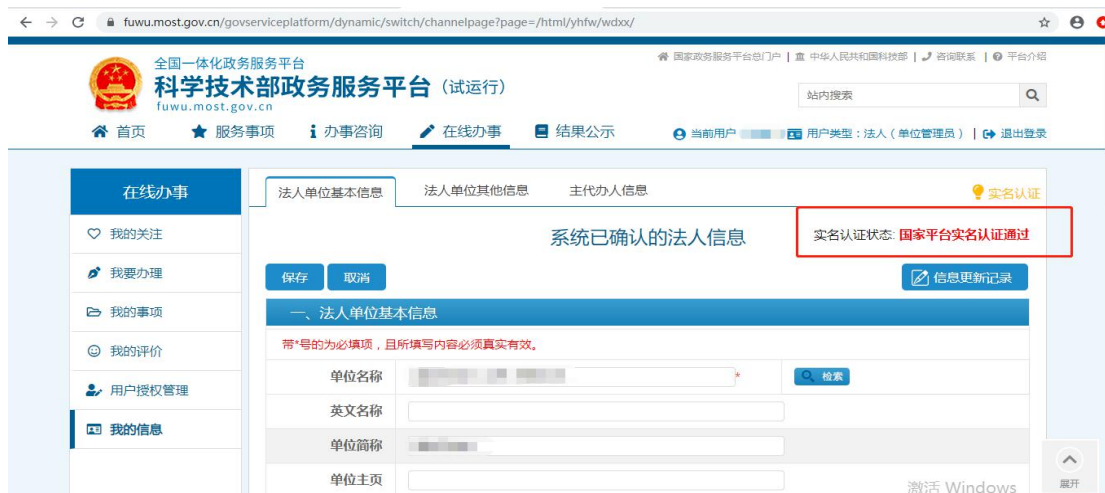 fuwu.most.gov.cn/govserviceplatform/dynamic/switch/channelpage?page=/html/yhfw/wdxx/
国家政务服务平台总门户 | 中华人民共和国科技部 | 咨询联系 | 平台介绍
全国一体化政务服务平台
科学技术部政务服务平台（试运行）
fuwu.most.gov.cn
站内搜索
首页 服务事项 办事咨询 在线办事 结果公示
当前用户 用户类型：法人（单位管理员） | 退出登录
在线办事
我的关注
我要办理
我的事项
我的评价
用户授权管理
我的信息
法人单位基本信息 法人单位其他信息 主代办人信息
实名认证
系统已确认的法人信息
实名认证状态: 国家平台实名认证通过
保存 取消
信息更新记录
一、法人单位基本信息
带*号的为必填项，且所填写内容必须真实有效。
单位名称 * 检索
英文名称
单位简称
单位主页
激活 Windows
展开